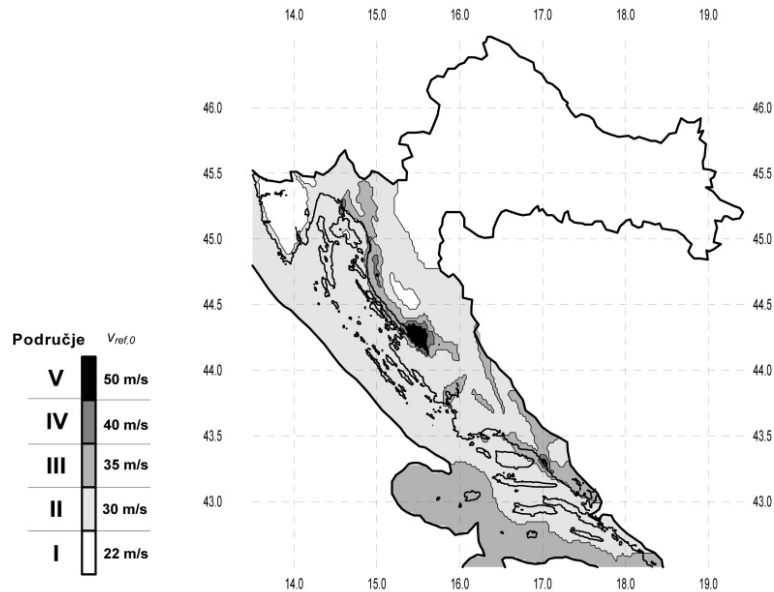 14.0 15.0 16.0 17.0 18.0 19.0
46.0 46.0
45.5 45.5
45.0 45.0
44.5 44.5
44.0 44.0
43.5 43.5
43.0 43.0
14.0 15.0 16.0 17.0 18.0 19.0
Područje Vref,0
V 50 m/s
IV 40 m/s
III 35 m/s
II 30 m/s
I 22 m/s